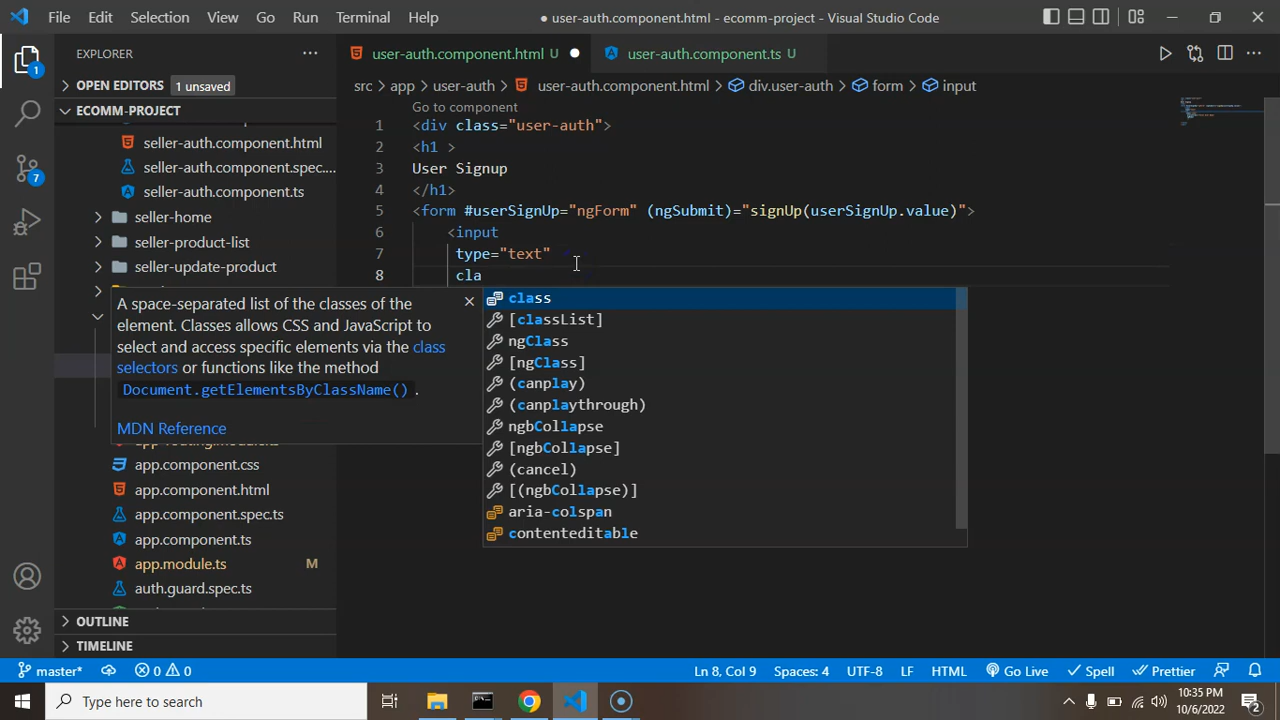 File Edit Selection View Go Run Terminal Help
● user-auth.component.html - ecomm-project - Visual Studio Code
EXPLORER
user-auth.component.html U
user-auth.component.ts U
OPEN EDITORS 1 unsaved
src > app > user-auth > user-auth.component.html > div.user-auth > form > input
ECOMM-PROJECT
seller-auth.component.html
seller-auth.component.spec....
seller-auth.component.ts
seller-home
seller-product-list
seller-update-product
Go to component
1 <div class="user-auth">
2 <h1 >
3 User Signup
4 </h1>
5 <form #userSignUp="ngForm" (ngSubmit)="signUp(userSignUp.value)">
6 <input
7 type="text"
8 cla
A space-separated list of the classes of the
element. Classes allows CSS and JavaScript to
select and access specific elements via the class
selectors or functions like the method
Document.getElementsByClassName() .
MDN Reference
class
[classList]
ngClass
[ngClass]
(canplay)
(canplaythrough)
ngbCollapse
[ngbCollapse]
(cancel)
[(ngbCollapse)]
aria-colspan
contenteditable
app.component.css
app.component.html
app.component.spec.ts
app.component.ts
app.module.ts M
auth.guard.spec.ts
OUTLINE
TIMELINE
1
7
master* 0 0
Ln 8, Col 9 Spaces: 4 UTF-8 LF HTML Go Live Spell Prettier
Type here to search
10:35 PM
10/6/2022
2